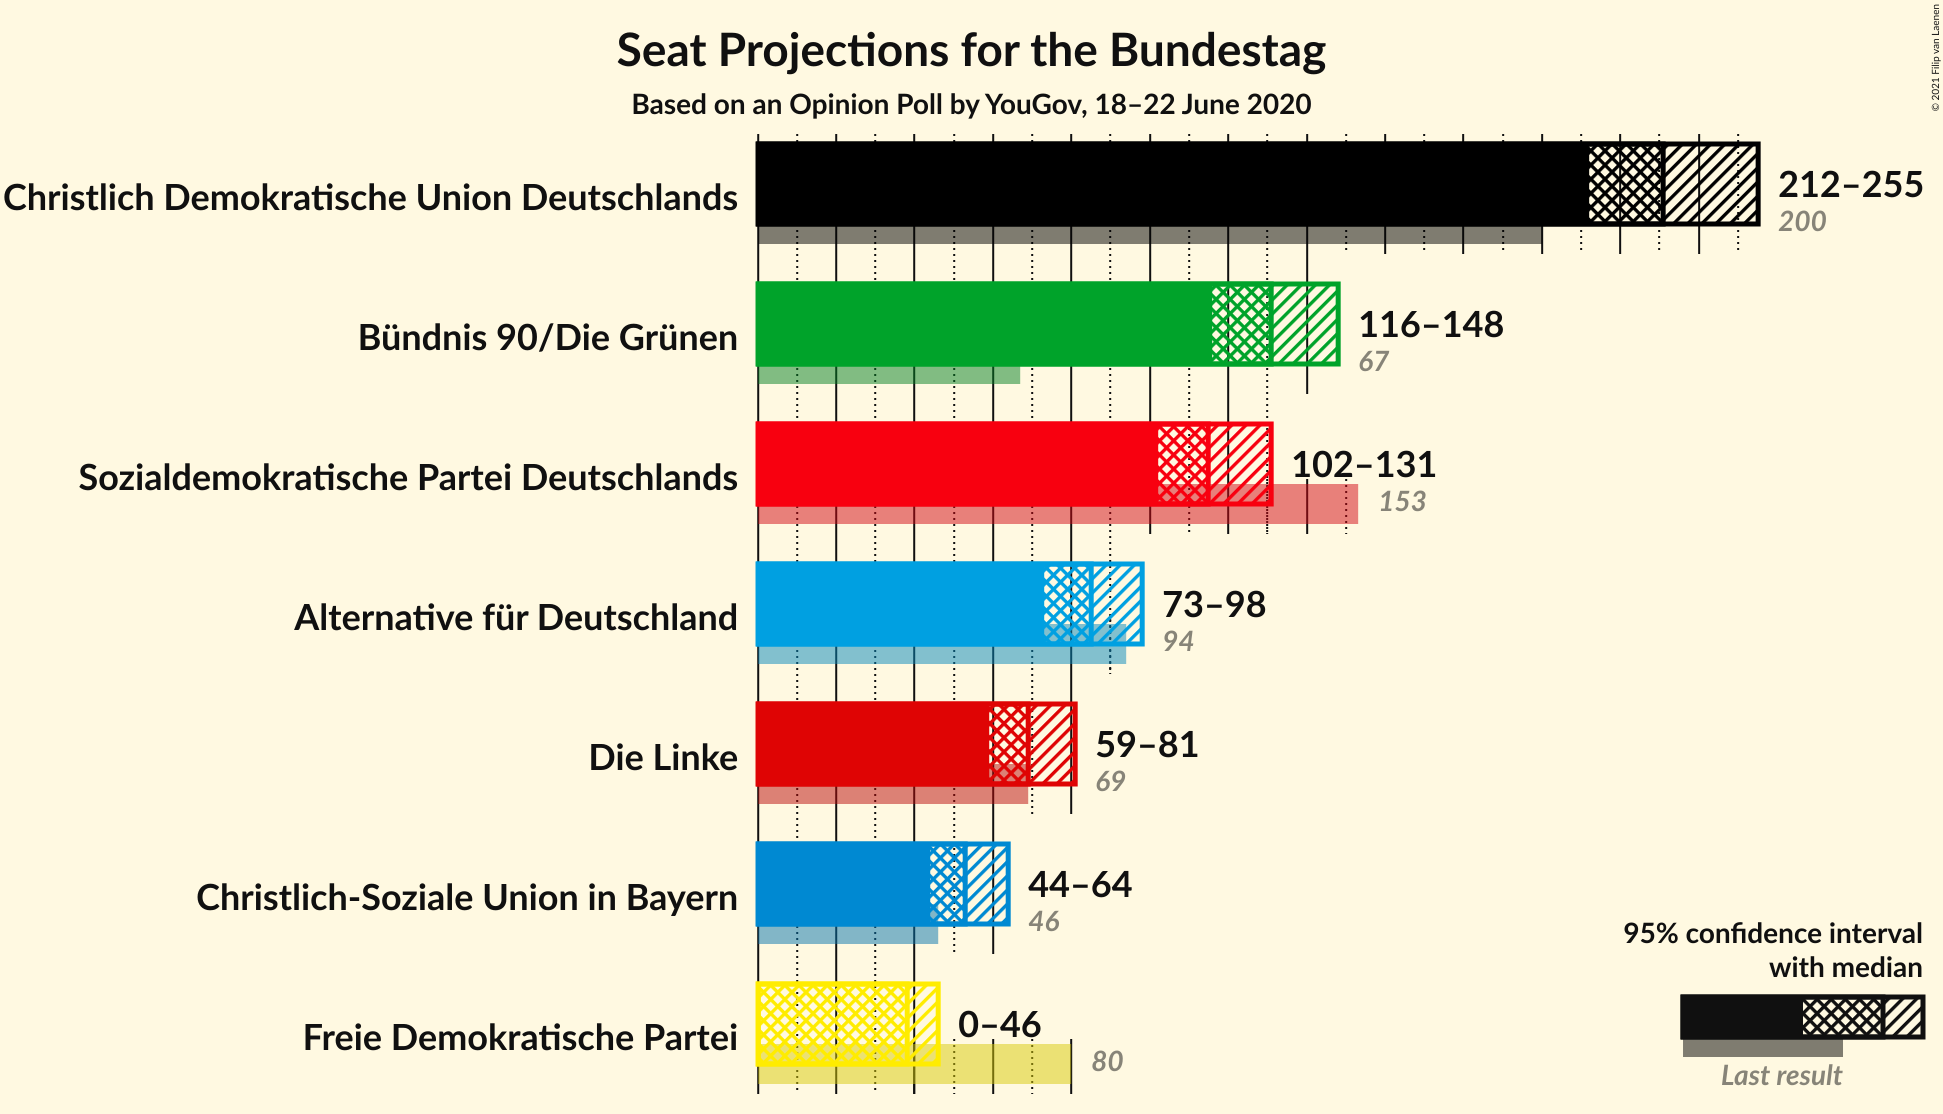 Seat Projections for the Bundestag
Based on an Opinion Poll by YouGov, 18–22 June 2020
© 2021 Filip van Laenen
Christlich Demokratische Union Deutschlands
212–255
200
Bündnis 90/Die Grünen
116–148
67
Sozialdemokratische Partei Deutschlands
102–131
153
Alternative für Deutschland
73–98
94
Die Linke
59–81
69
Christlich-Soziale Union in Bayern
44–64
46
Freie Demokratische Partei
0–46
80
95% confidence interval
with median
Last result